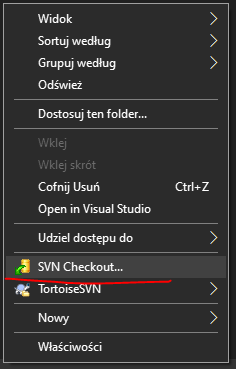 Widok
Sortuj według
Grupuj według
Odśwież
Dostosuj ten folder...
Wklej
Wklej skrót
Cofnij Usuń Ctrl+Z
Open in Visual Studio
Udziel dostępu do
SVN Checkout...
TortoiseSVN
Nowy
Właściwości